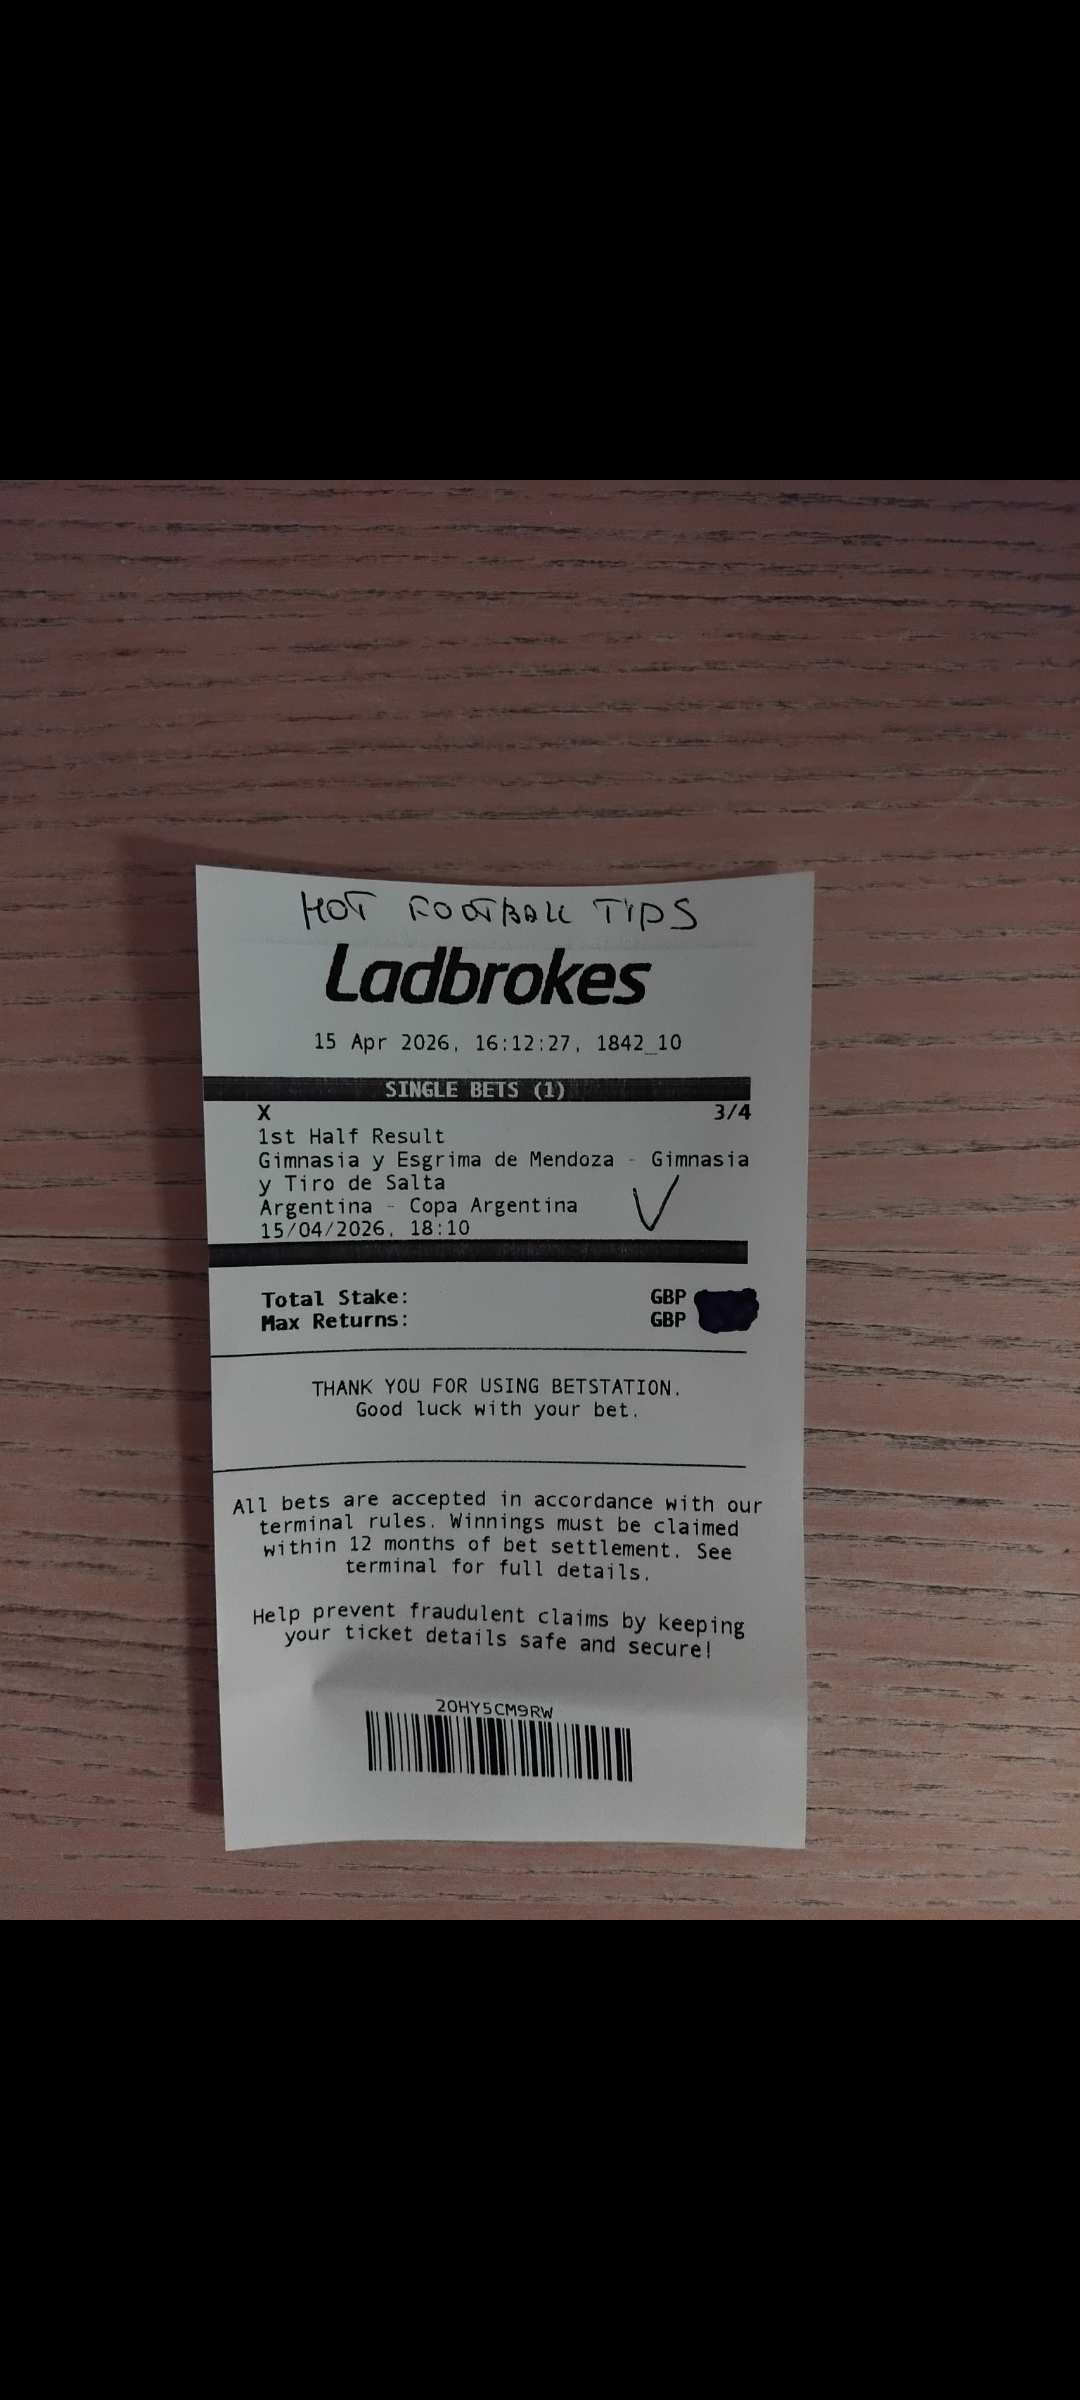 HOT FOOTBALL TIPS
Ladbrokes
15 Apr 2026, 16:12:27, 1842_10
SINGLE BETS (1)
X 3/4
1st Half Result
Gimnasia y Esgrima de Mendoza - Gimnasia
y Tiro de Salta
Argentina - Copa Argentina
15/04/2026, 18:10
Total Stake: GBP
Max Returns: GBP
THANK YOU FOR USING BETSTATION.
Good luck with your bet.
All bets are accepted in accordance with our
terminal rules. Winnings must be claimed
within 12 months of bet settlement. See
terminal for full details.
Help prevent fraudulent claims by keeping
your ticket details safe and secure!
20HY5CM9RW